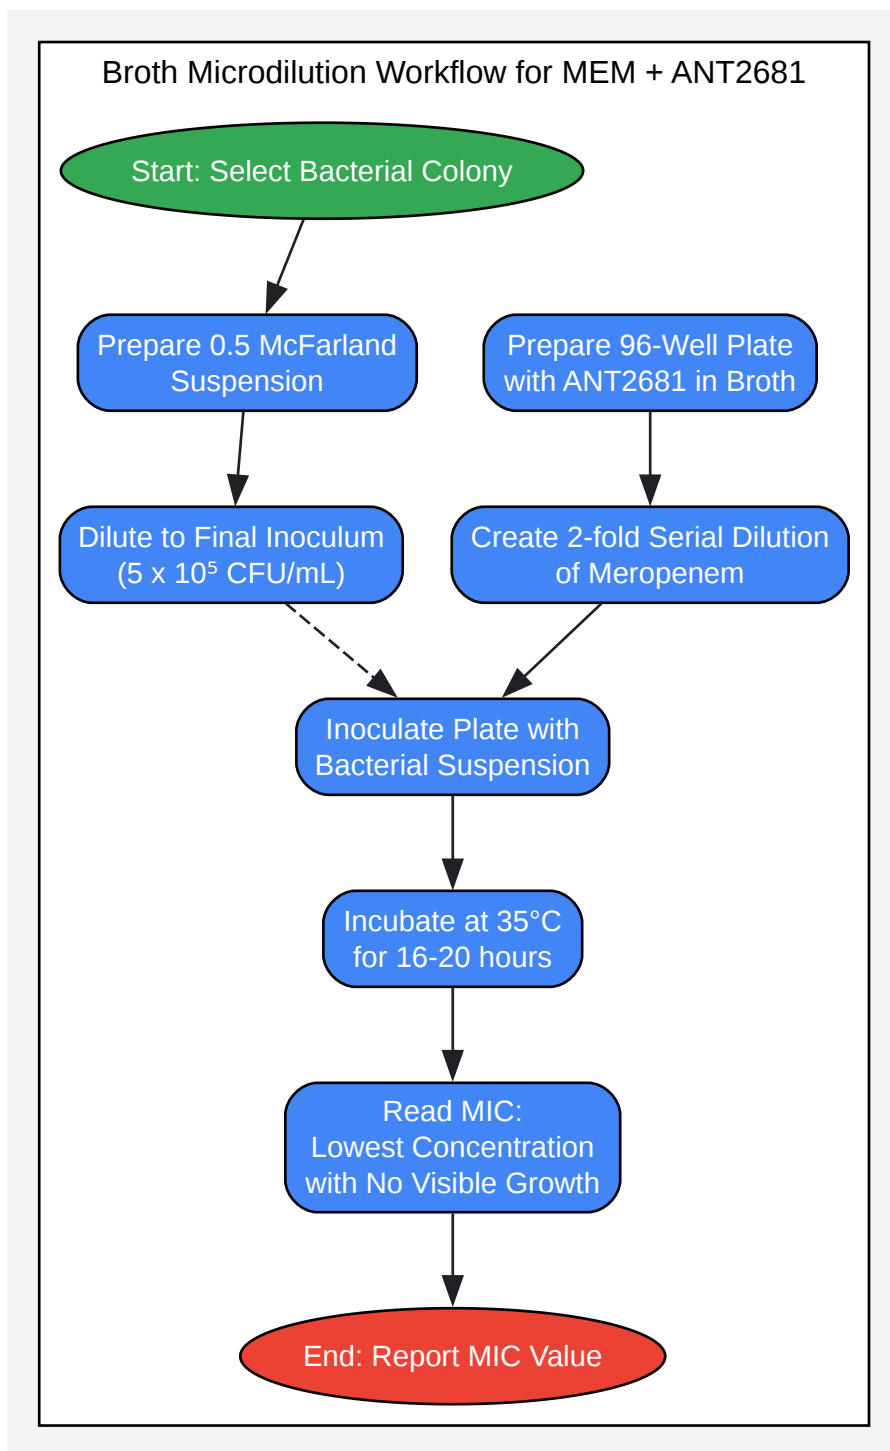 Broth Microdilution Workflow for MEM + ANT2681
Start: Select Bacterial Colony
Prepare 0.5 McFarland
Suspension
Prepare 96-Well Plate
with ANT2681 in Broth
Dilute to Final Inoculum
(5 x 10⁵ CFU/mL)
Create 2-fold Serial Dilution
of Meropenem
Inoculate Plate with
Bacterial Suspension
Incubate at 35°C
for 16-20 hours
Read MIC:
Lowest Concentration
with No Visible Growth
End: Report MIC Value